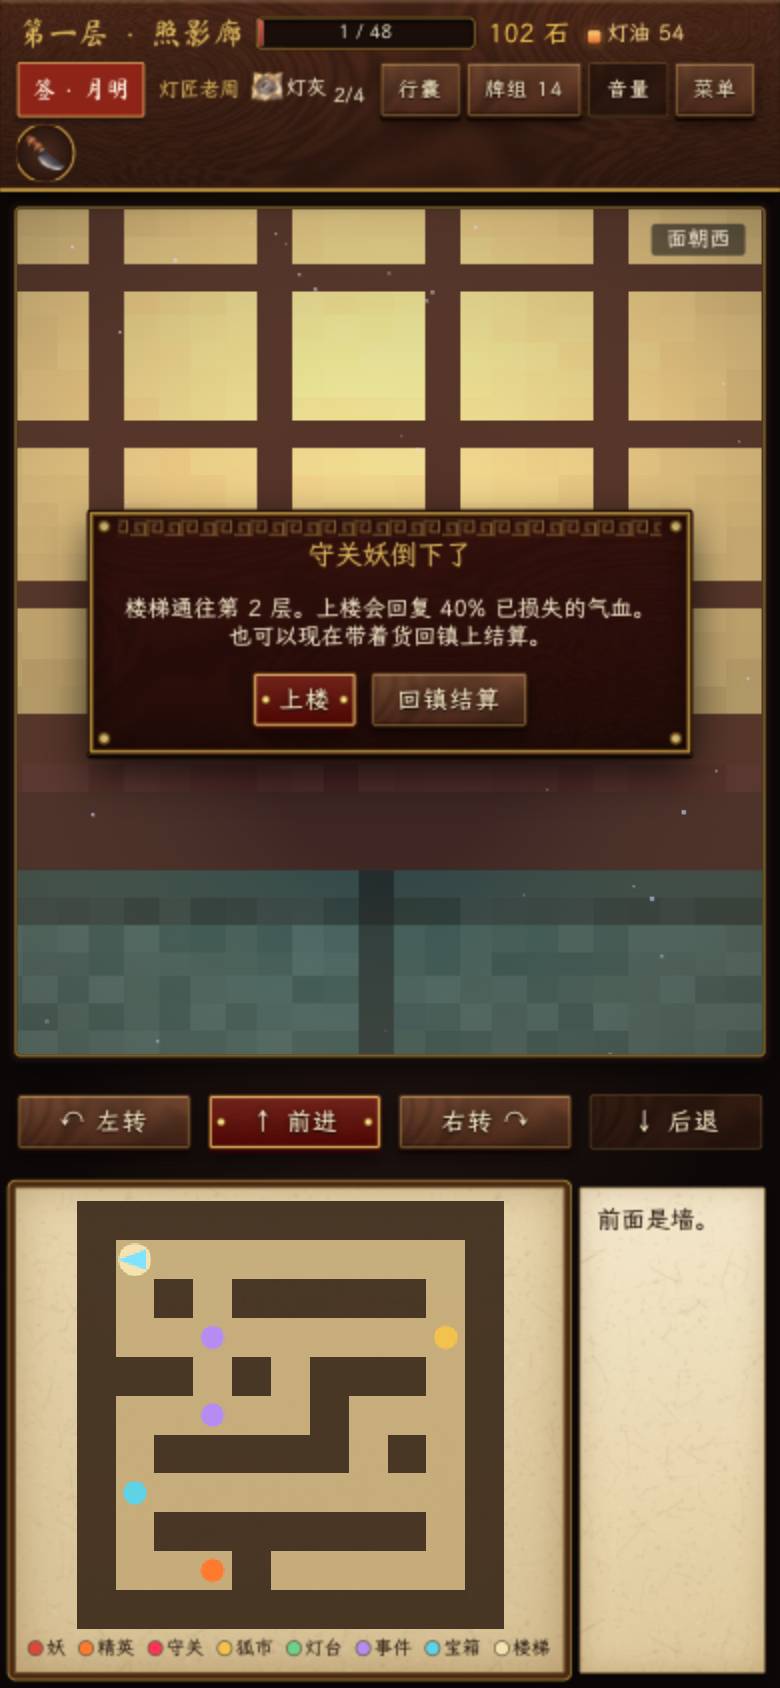 第一层 · 照影廊 1 / 48 102 石 灯油 54
签 · 月明 灯匠老周 灯灰 2/4 行囊 牌组 14 音量 菜单
面朝西
守关妖倒下了
楼梯通往第 2 层。上楼会回复 40% 已损失的气血。
也可以现在带着货回镇上结算。
上楼 回镇结算
↶ 左转 ↑ 前进 右转 ↷ ↓ 后退
前面是墙。
妖 精英 守关 狐市 灯台 事件 宝箱 楼梯